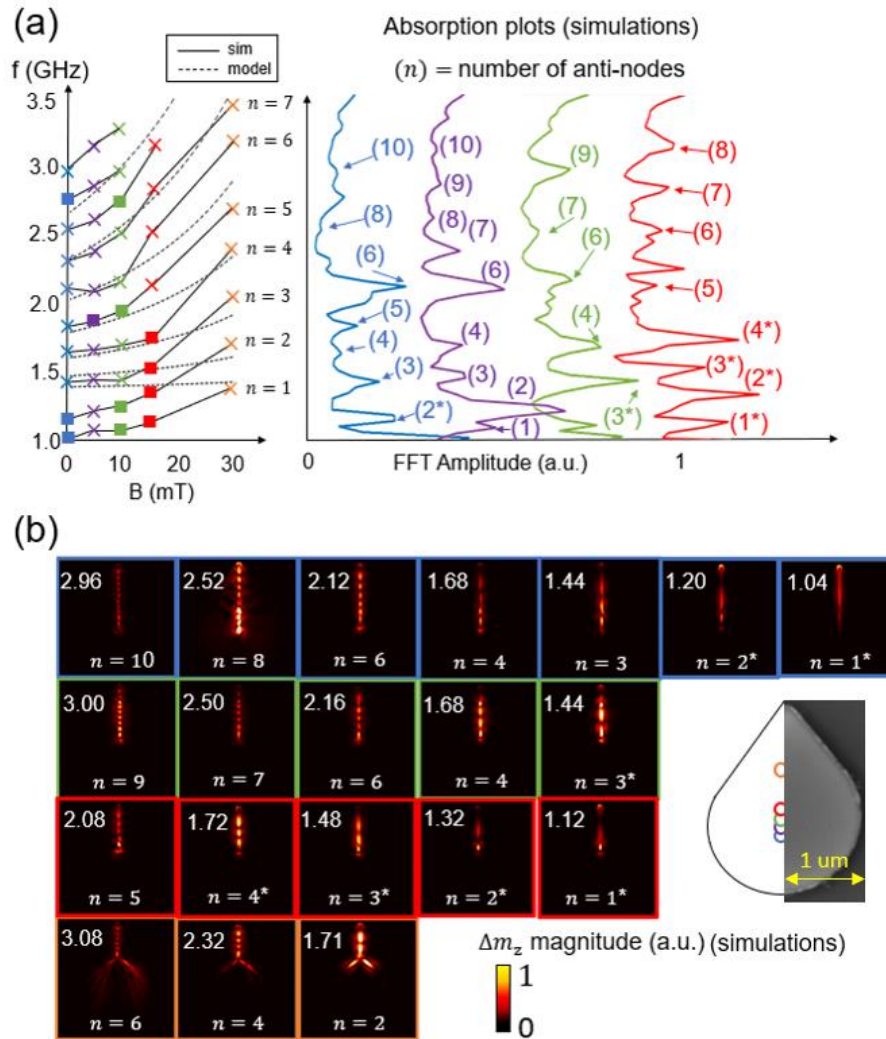 (a)
Absorption plots (simulations)
(n) = number of anti-nodes
sim
model
f (GHz)
3.5
3.0
2.5
2.0
1.5
1.0
0
10
20
30
B (mT)
n = 7
n = 6
n = 5
n = 4
n = 3
n = 2
n = 1
(10)
(8)
(6)
(5)
(4)
(3)
(2*)
(10)
(9)
(8)
(7)
(6)
(4)
(3)
(2)
(1)
(9)
(7)
(6)
(4)
(3*)
(8)
(7)
(6)
(5)
(4*)
(3*)
(2*)
(1*)
0
FFT Amplitude (a.u.)
1
(b)
2.96
2.52
2.12
1.68
1.44
1.20
1.04
n = 10
n = 8
n = 6
n = 4
n = 3
n = 2*
n = 1*
3.00
2.50
2.16
1.68
1.44
n = 9
n = 7
n = 6
n = 4
n = 3*
2.08
1.72
1.48
1.32
1.12
n = 5
n = 4*
n = 3*
n = 2*
n = 1*
1 um
3.08
2.32
1.71
n = 6
n = 4
n = 2
Δm_z magnitude (a.u.) (simulations)
1
0